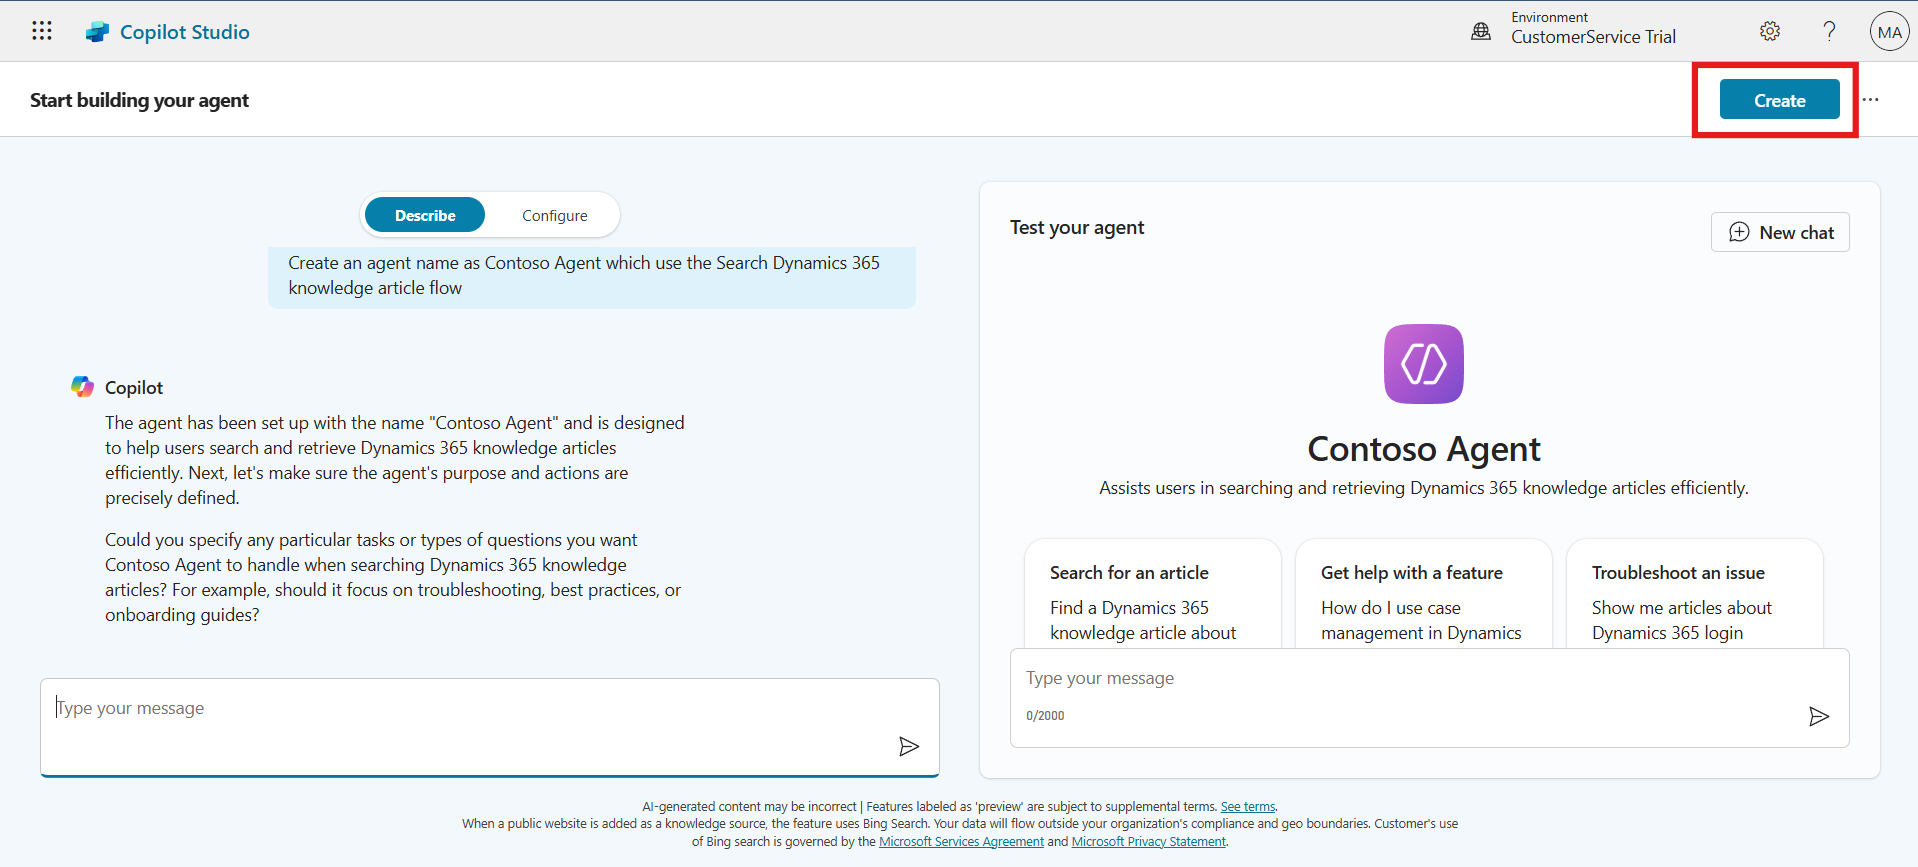 Copilot Studio
Environment
CustomerService Trial
?
MA
Start building your agent
Create
...
Describe
Configure
Create an agent name as Contoso Agent which use the Search Dynamics 365
knowledge article flow
Copilot
The agent has been set up with the name "Contoso Agent" and is designed
to help users search and retrieve Dynamics 365 knowledge articles
efficiently. Next, let's make sure the agent's purpose and actions are
precisely defined.
Could you specify any particular tasks or types of questions you want
Contoso Agent to handle when searching Dynamics 365 knowledge
articles? For example, should it focus on troubleshooting, best practices, or
onboarding guides?
Type your message
Test your agent
New chat
Contoso Agent
Assists users in searching and retrieving Dynamics 365 knowledge articles efficiently.
Search for an article
Find a Dynamics 365
knowledge article about
Get help with a feature
How do I use case
management in Dynamics
Troubleshoot an issue
Show me articles about
Dynamics 365 login
Type your message
0/2000
AI-generated content may be incorrect | Features labeled as 'preview' are subject to supplemental terms. See terms.
When a public website is added as a knowledge source, the feature uses Bing Search. Your data will flow outside your organization's compliance and geo boundaries. Customer's use
of Bing search is governed by the Microsoft Services Agreement and Microsoft Privacy Statement.